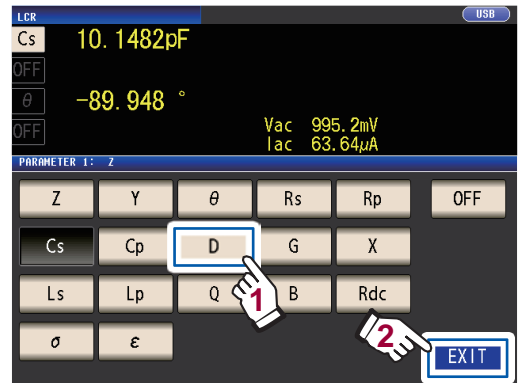 LCR USB
Cs 10.1482pF
OFF
θ -89.948 °
OFF Vac 995.2mV
Iac 63.64μA
PARAMETER 1: Z
Z Y θ Rs Rp OFF
Cs Cp D G X
Ls Lp Q B Rdc
1
2
σ ε EXIT